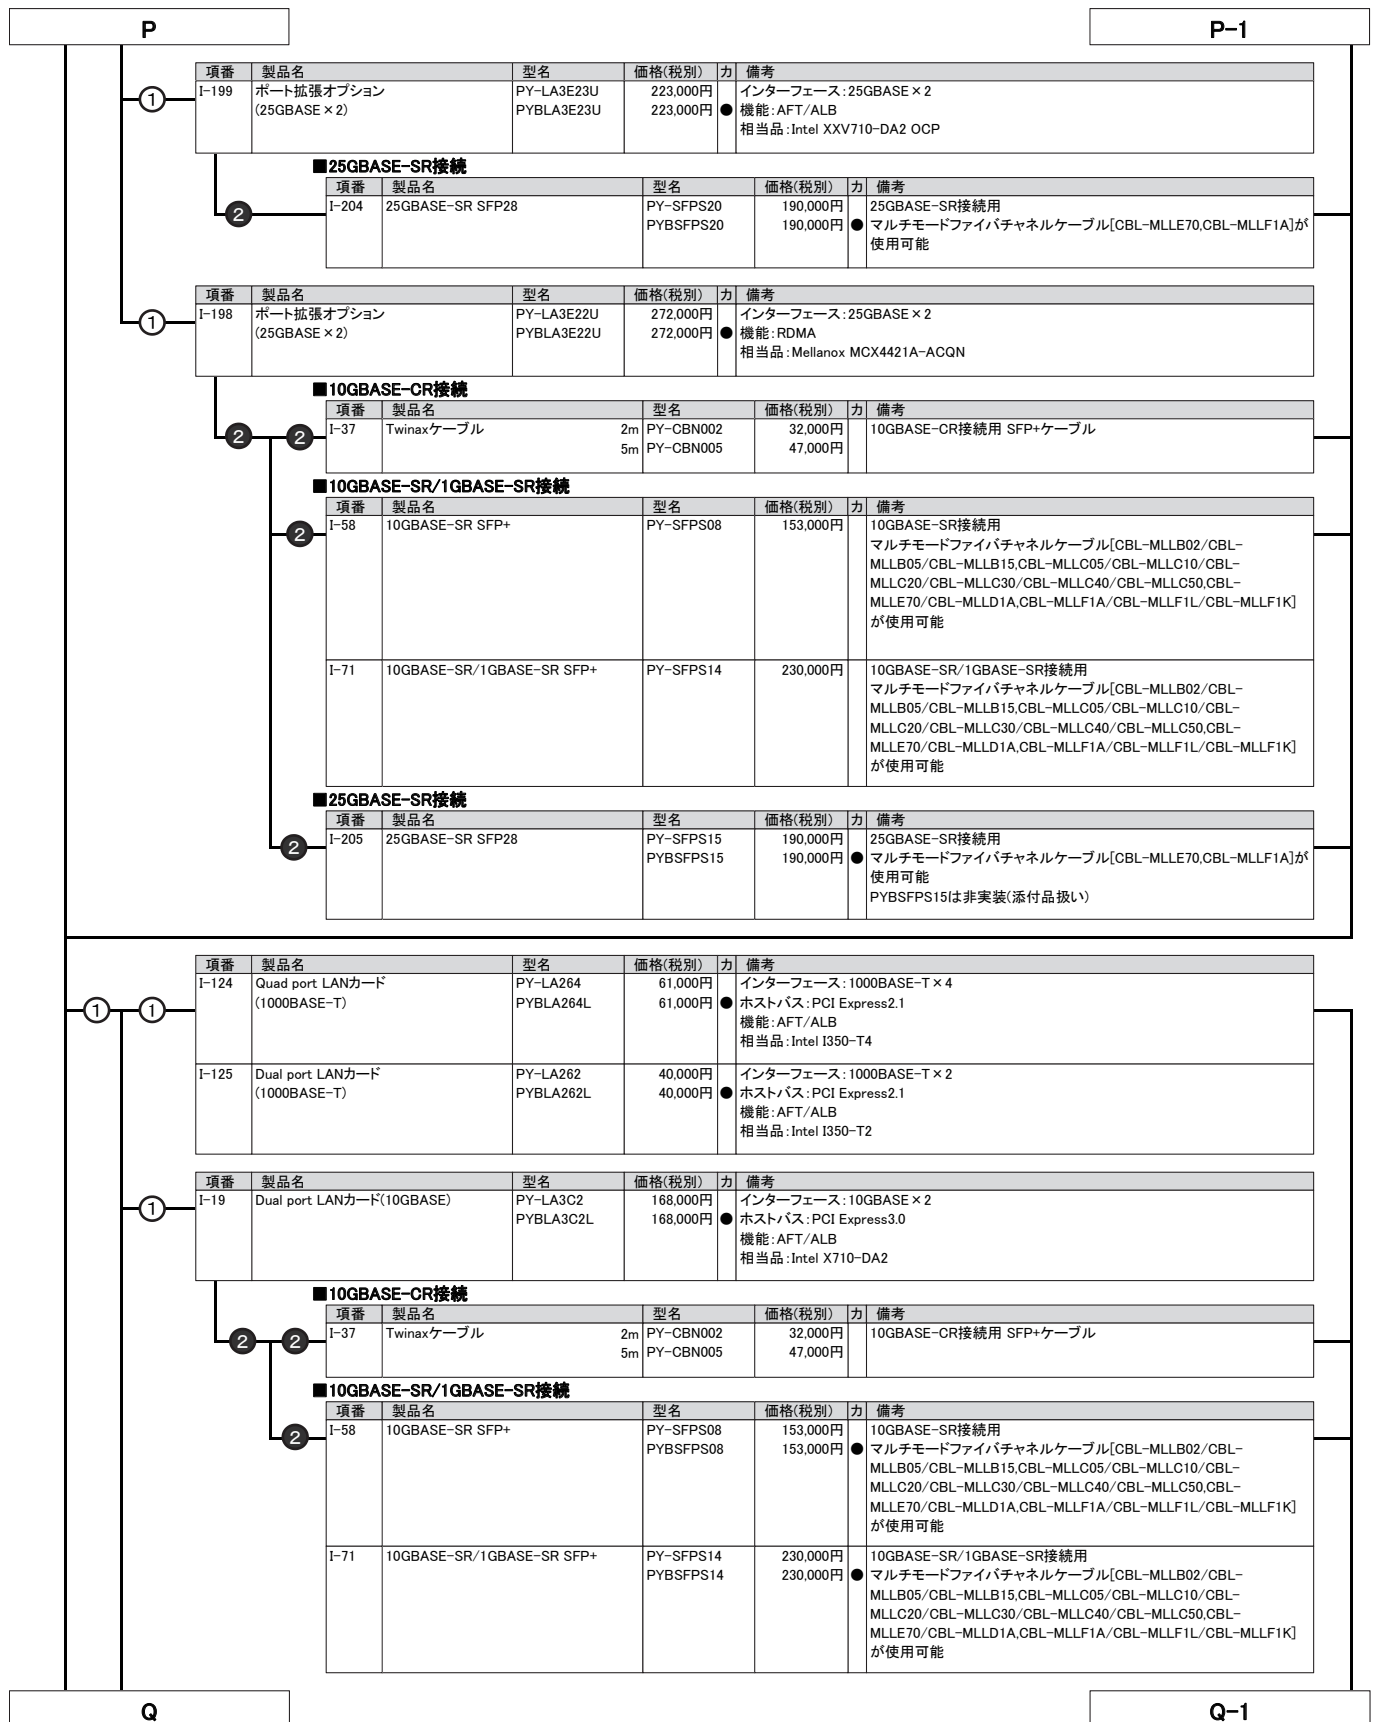 P
P-1
項番 製品名 型名 価格(税別) カ 備考
① I-199 ポート拡張オプション PY-LA3E23U 223,000円 インターフェース:25GBASE×2
(25GBASE×2) PYBLA3E23U 223,000円 ● 機能:AFT/ALB
相当品:Intel XXV710-DA2 OCP
■25GBASE-SR接続
項番 製品名 型名 価格(税別) カ 備考
2 I-204 25GBASE-SR SFP28 PY-SFPS20 190,000円 25GBASE-SR接続用
PYBSFPS20 190,000円 ● マルチモードファイバチャネルケーブル[CBL-MLLE70,CBL-MLLF1A]が
使用可能
項番 製品名 型名 価格(税別) カ 備考
① I-198 ポート拡張オプション PY-LA3E22U 272,000円 インターフェース:25GBASE×2
(25GBASE×2) PYBLA3E22U 272,000円 ● 機能:RDMA
相当品:Mellanox MCX4421A-ACQN
■10GBASE-CR接続
項番 製品名 型名 価格(税別) カ 備考
2 2 I-37 Twinaxケーブル 2m PY-CBN002 32,000円 10GBASE-CR接続用 SFP+ケーブル
5m PY-CBN005 47,000円
■10GBASE-SR/1GBASE-SR接続
項番 製品名 型名 価格(税別) カ 備考
2 I-58 10GBASE-SR SFP+ PY-SFPS08 153,000円 10GBASE-SR接続用
マルチモードファイバチャネルケーブル[CBL-MLLB02/CBL-
MLLB05/CBL-MLLB15,CBL-MLLC05/CBL-MLLC10/CBL-
MLLC20/CBL-MLLC30/CBL-MLLC40/CBL-MLLC50,CBL-
MLLE70/CBL-MLLD1A,CBL-MLLF1A/CBL-MLLF1L/CBL-MLLF1K]
が使用可能
I-71 10GBASE-SR/1GBASE-SR SFP+ PY-SFPS14 230,000円 10GBASE-SR/1GBASE-SR接続用
マルチモードファイバチャネルケーブル[CBL-MLLB02/CBL-
MLLB05/CBL-MLLB15,CBL-MLLC05/CBL-MLLC10/CBL-
MLLC20/CBL-MLLC30/CBL-MLLC40/CBL-MLLC50,CBL-
MLLE70/CBL-MLLD1A,CBL-MLLF1A/CBL-MLLF1L/CBL-MLLF1K]
が使用可能
■25GBASE-SR接続
項番 製品名 型名 価格(税別) カ 備考
2 I-205 25GBASE-SR SFP28 PY-SFPS15 190,000円 25GBASE-SR接続用
PYBSFPS15 190,000円 ● マルチモードファイバチャネルケーブル[CBL-MLLE70,CBL-MLLF1A]が
使用可能
PYBSFPS15は非実装(添付品扱い)
項番 製品名 型名 価格(税別) カ 備考
① ① I-124 Quad port LANカード PY-LA264 61,000円 インターフェース:1000BASE-T×4
(1000BASE-T) PYBLA264L 61,000円 ● ホストバス:PCI Express2.1
機能:AFT/ALB
相当品:Intel I350-T4
I-125 Dual port LANカード PY-LA262 40,000円 インターフェース:1000BASE-T×2
(1000BASE-T) PYBLA262L 40,000円 ● ホストバス:PCI Express2.1
機能:AFT/ALB
相当品:Intel I350-T2
項番 製品名 型名 価格(税別) カ 備考
① I-19 Dual port LANカード(10GBASE) PY-LA3C2 168,000円 インターフェース:10GBASE×2
PYBLA3C2L 168,000円 ● ホストバス:PCI Express3.0
機能:AFT/ALB
相当品:Intel X710-DA2
■10GBASE-CR接続
項番 製品名 型名 価格(税別) カ 備考
2 2 I-37 Twinaxケーブル 2m PY-CBN002 32,000円 10GBASE-CR接続用 SFP+ケーブル
5m PY-CBN005 47,000円
■10GBASE-SR/1GBASE-SR接続
項番 製品名 型名 価格(税別) カ 備考
2 I-58 10GBASE-SR SFP+ PY-SFPS08 153,000円 10GBASE-SR接続用
PYBSFPS08 153,000円 ● マルチモードファイバチャネルケーブル[CBL-MLLB02/CBL-
MLLB05/CBL-MLLB15,CBL-MLLC05/CBL-MLLC10/CBL-
MLLC20/CBL-MLLC30/CBL-MLLC40/CBL-MLLC50,CBL-
MLLE70/CBL-MLLD1A,CBL-MLLF1A/CBL-MLLF1L/CBL-MLLF1K]
が使用可能
I-71 10GBASE-SR/1GBASE-SR SFP+ PY-SFPS14 230,000円 10GBASE-SR/1GBASE-SR接続用
PYBSFPS14 230,000円 ● マルチモードファイバチャネルケーブル[CBL-MLLB02/CBL-
MLLB05/CBL-MLLB15,CBL-MLLC05/CBL-MLLC10/CBL-
MLLC20/CBL-MLLC30/CBL-MLLC40/CBL-MLLC50,CBL-
MLLE70/CBL-MLLD1A,CBL-MLLF1A/CBL-MLLF1L/CBL-MLLF1K]
が使用可能
Q
Q-1